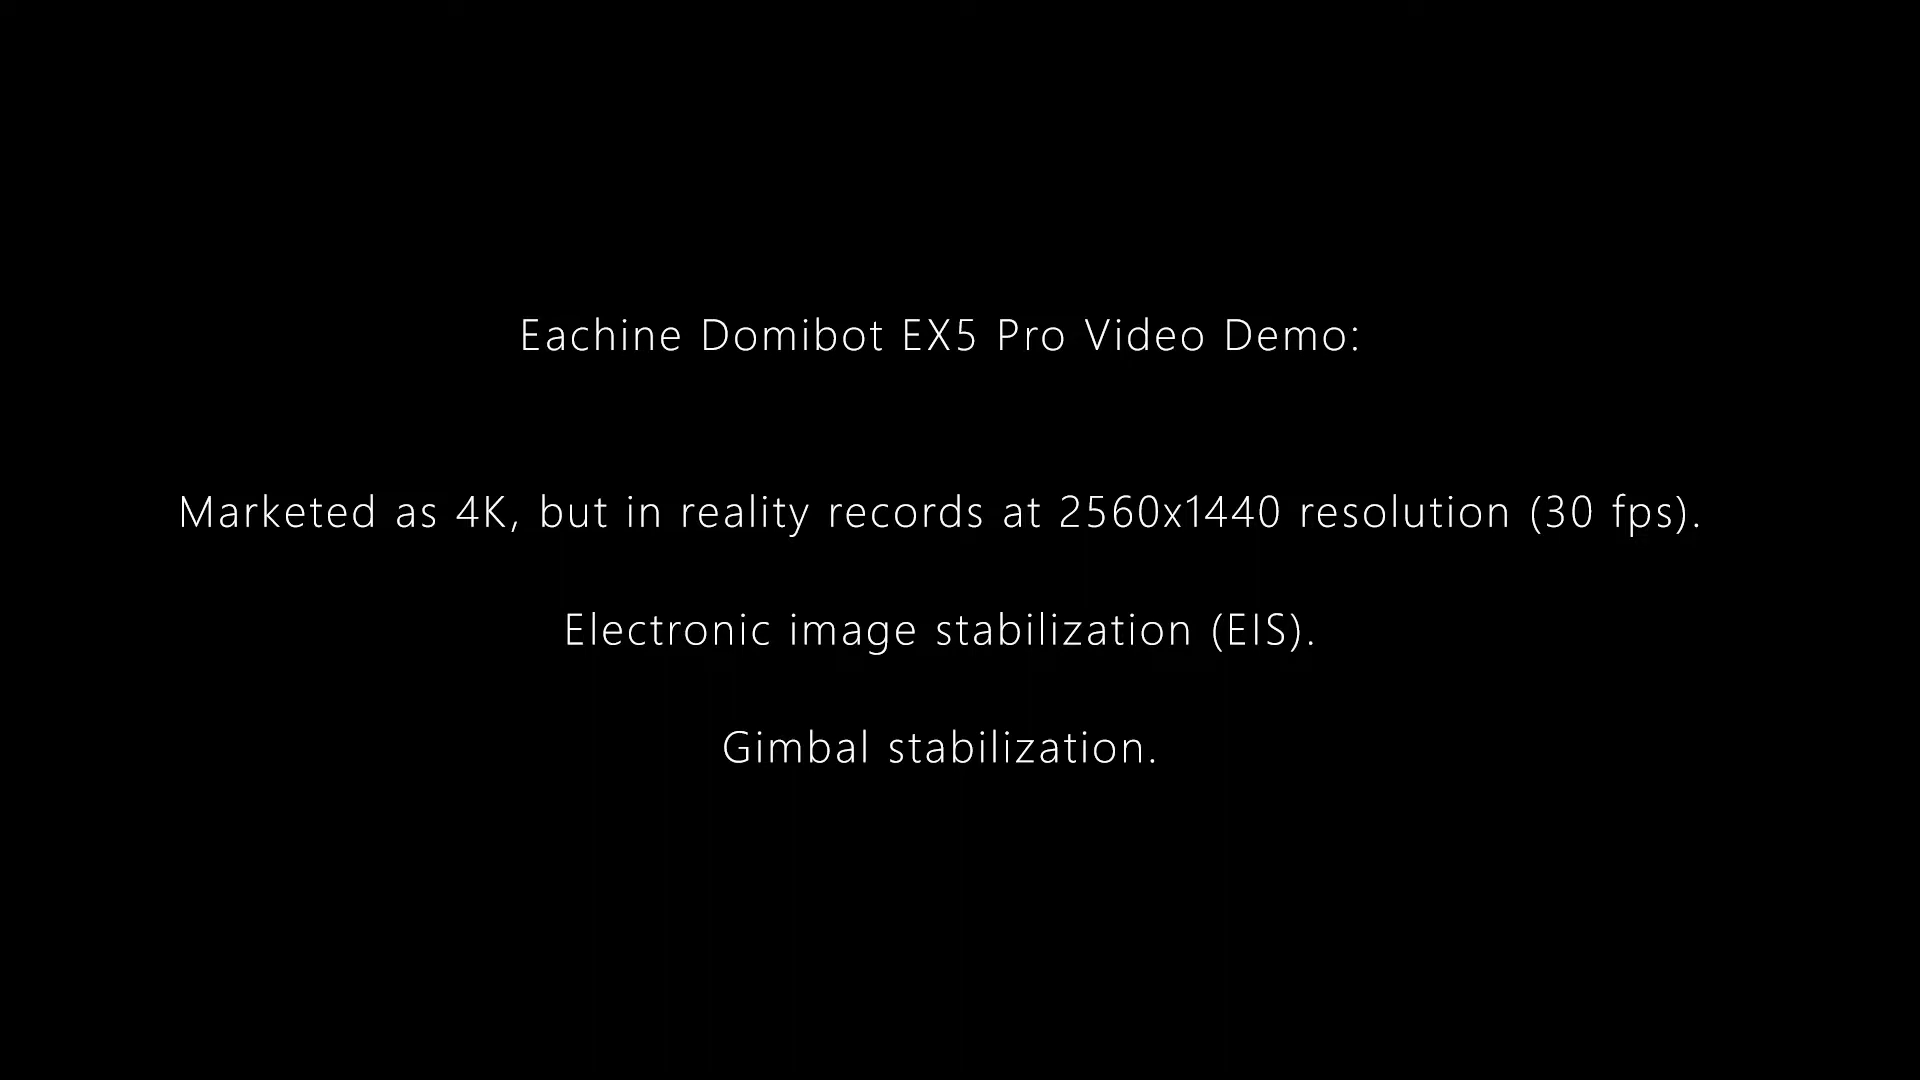 Eachine Domibot EX5 Pro Video Demo:
Marketed as 4K, but in reality records at 2560x1440 resolution (30 fps).
Electronic image stabilization (EIS).
Gimbal stabilization.